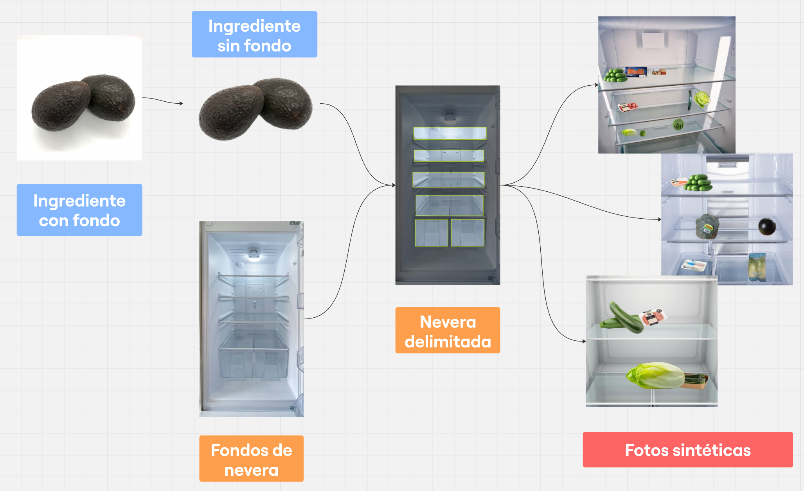 Ingrediente
sin fondo
Ingrediente
con fondo
Nevera
delimitada
Fondos de
nevera
Fotos sintéticas